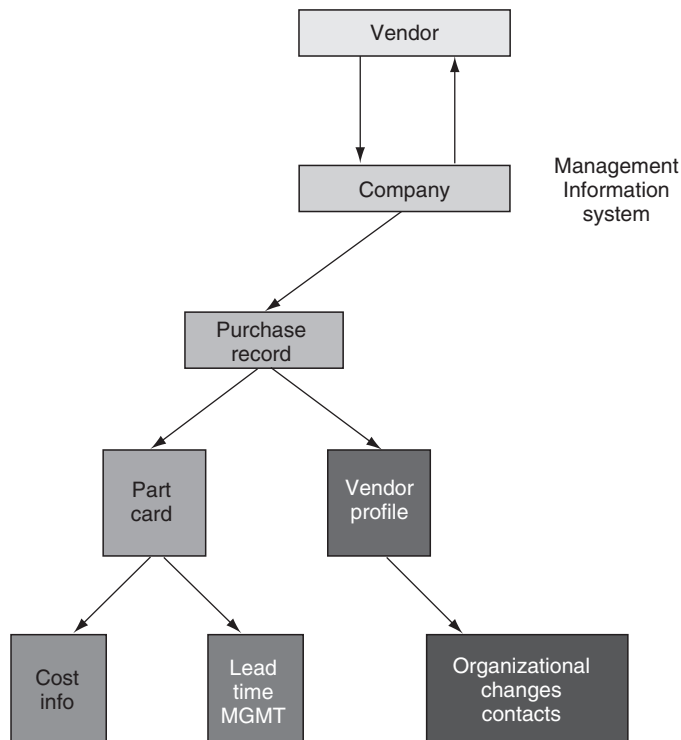 Vendor
Company
Management
Information
system
Purchase
record
Part
card
Vendor
profile
Cost
info
Lead
time
MGMT
Organizational
changes
contacts